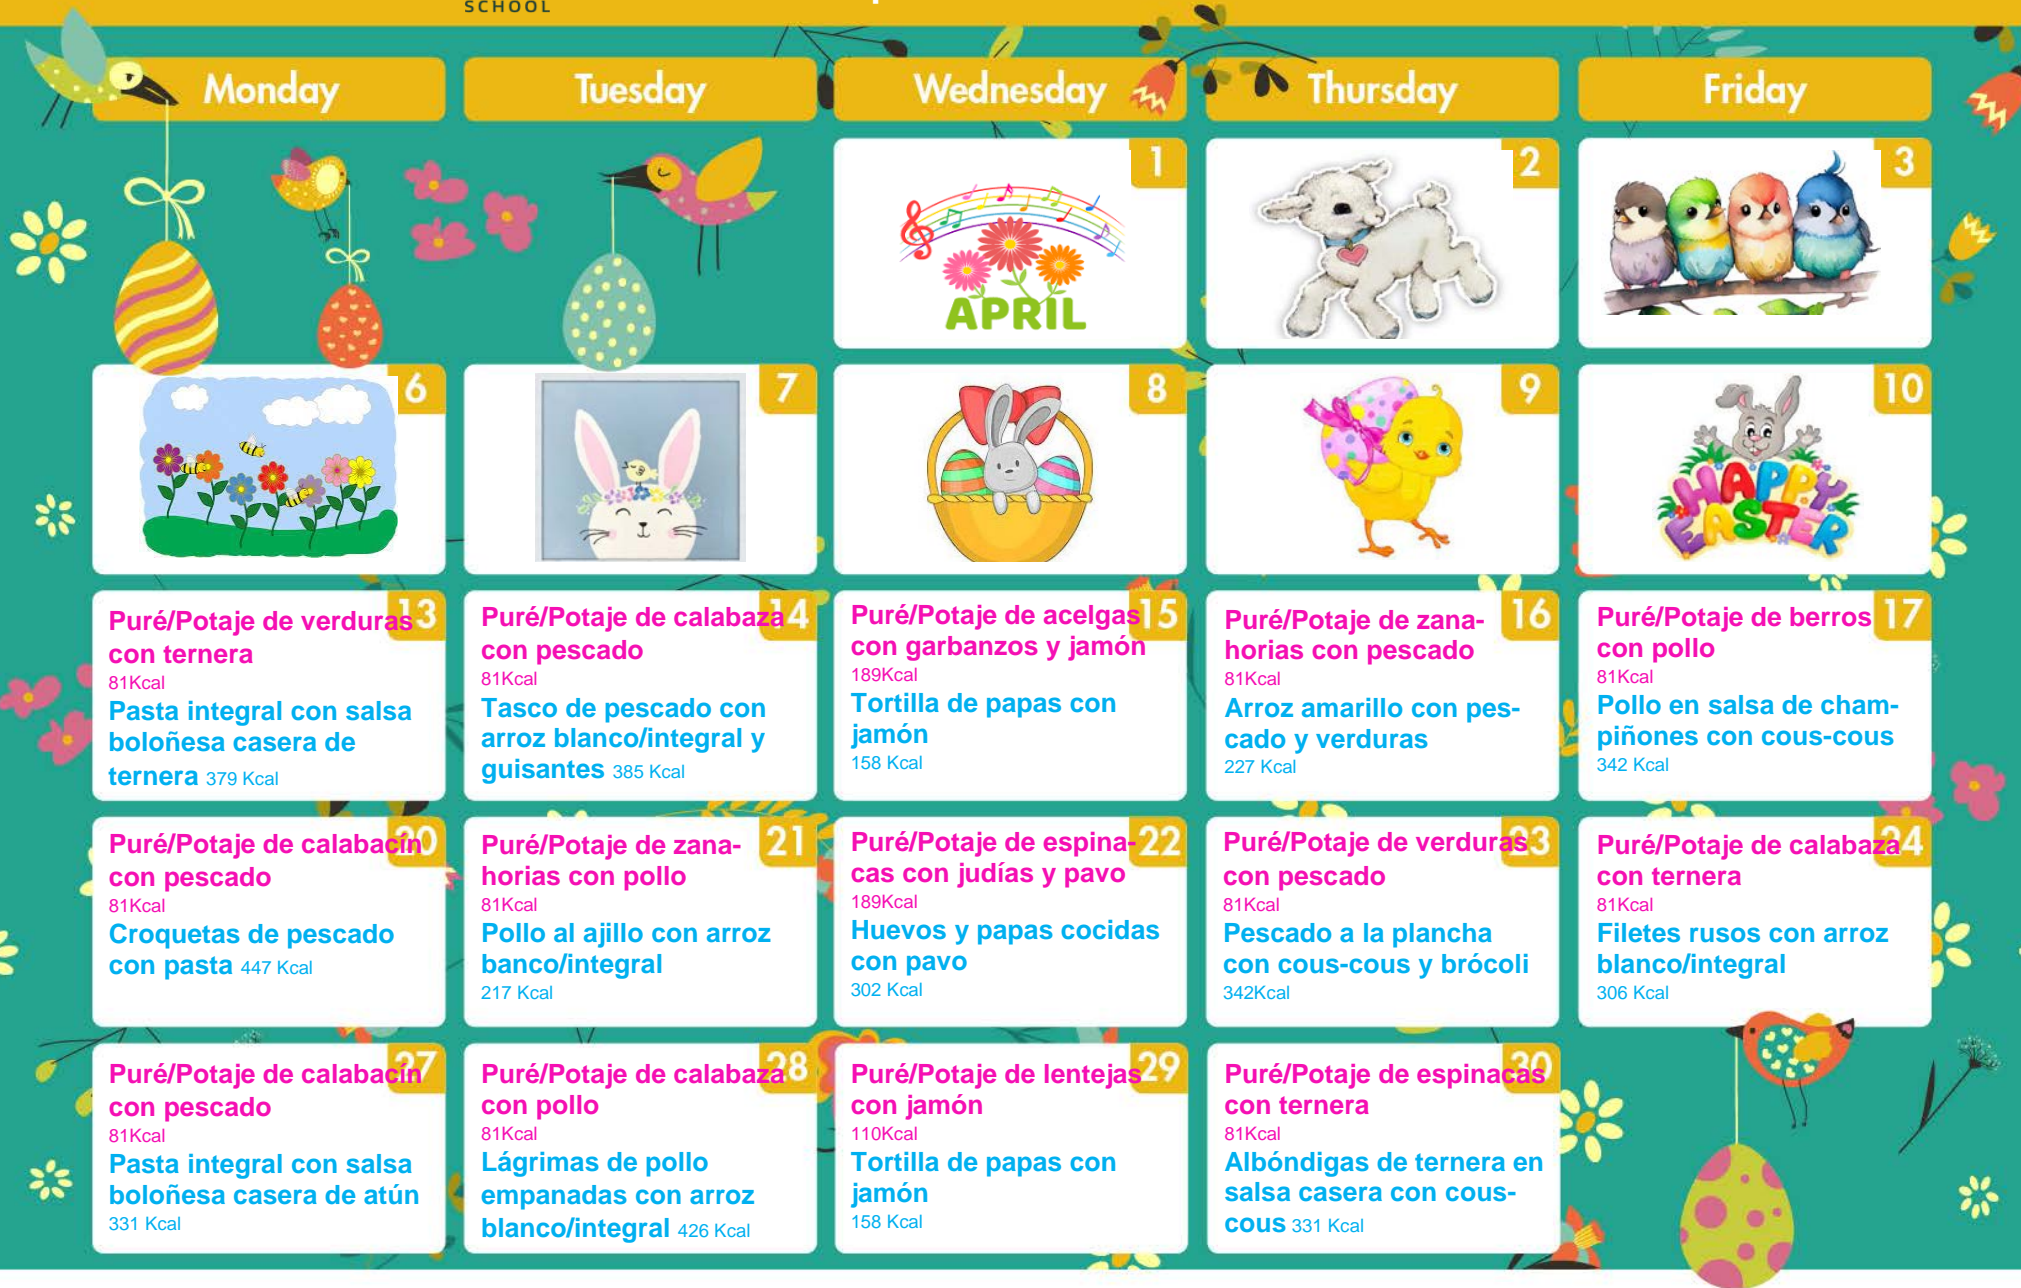 SCHOOL
Monday
Tuesday
Wednesday
Thursday
Friday
1
APRIL
2
3
6
7
8
9
10
HAPPY
EASTER
13
Puré/Potaje de verduras
con ternera
81Kcal
Pasta integral con salsa
boloñesa casera de
ternera 379 Kcal
14
Puré/Potaje de calabaza
con pescado
81Kcal
Tasco de pescado con
arroz blanco/integral y
guisantes 385 Kcal
15
Puré/Potaje de acelgas
con garbanzos y jamón
189Kcal
Tortilla de papas con
jamón
158 Kcal
16
Puré/Potaje de zana-
horias con pescado
81Kcal
Arroz amarillo con pes-
cado y verduras
227 Kcal
17
Puré/Potaje de berros
con pollo
81Kcal
Pollo en salsa de cham-
piñones con cous-cous
342 Kcal
20
Puré/Potaje de calabacín
con pescado
81Kcal
Croquetas de pescado
con pasta 447 Kcal
21
Puré/Potaje de zana-
horias con pollo
81Kcal
Pollo al ajillo con arroz
banco/integral
217 Kcal
22
Puré/Potaje de espina-
cas con judías y pavo
189Kcal
Huevos y papas cocidas
con pavo
302 Kcal
23
Puré/Potaje de verduras
con pescado
81Kcal
Pescado a la plancha
con cous-cous y brócoli
342Kcal
24
Puré/Potaje de calabaza
con ternera
81Kcal
Filetes rusos con arroz
blanco/integral
306 Kcal
27
Puré/Potaje de calabacín
con pescado
81Kcal
Pasta integral con salsa
boloñesa casera de atún
331 Kcal
28
Puré/Potaje de calabaza
con pollo
81Kcal
Lágrimas de pollo
empanadas con arroz
blanco/integral 426 Kcal
29
Puré/Potaje de lentejas
con jamón
110Kcal
Tortilla de papas con
jamón
158 Kcal
30
Puré/Potaje de espinacas
con ternera
81Kcal
Albóndigas de ternera en
salsa casera con cous-
cous 331 Kcal